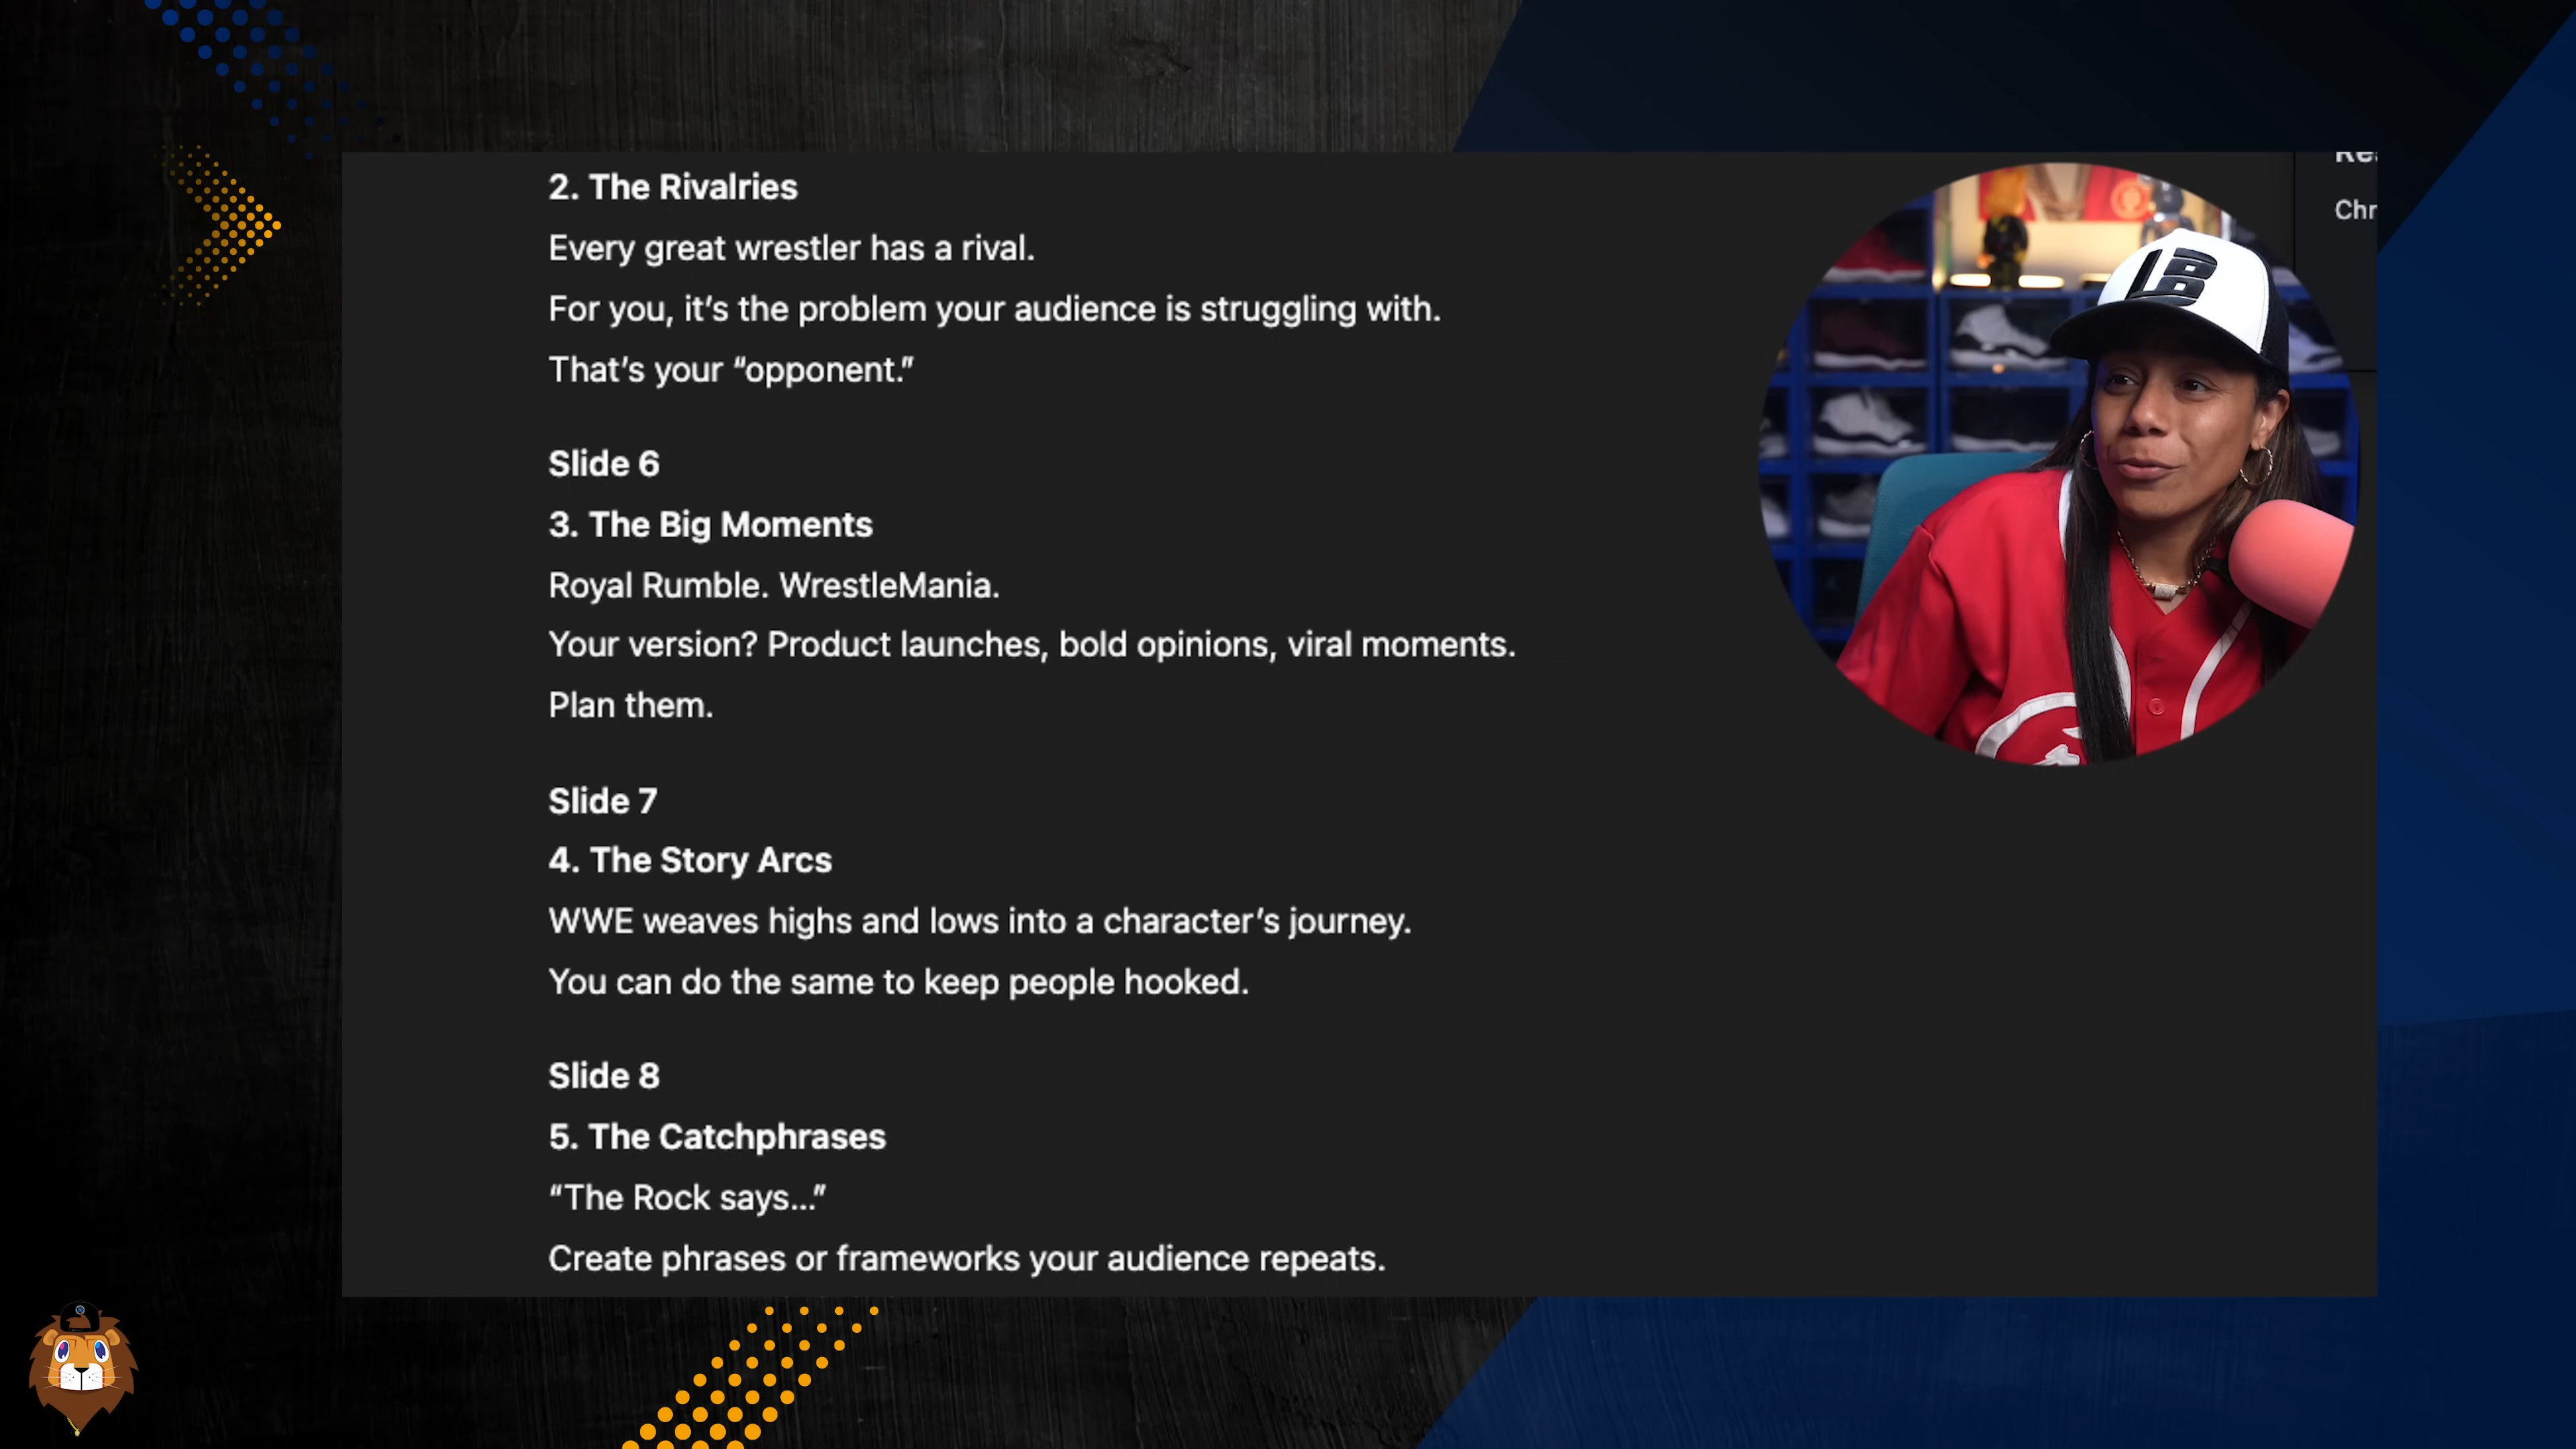 2. The Rivalries
Every great wrestler has a rival.
For you, it’s the problem your audience is struggling with.
That’s your “opponent.”
Slide 6
3. The Big Moments
Royal Rumble. WrestleMania.
Your version? Product launches, bold opinions, viral moments.
Plan them.
Slide 7
4. The Story Arcs
WWE weaves highs and lows into a character’s journey.
You can do the same to keep people hooked.
Slide 8
5. The Catchphrases
“The Rock says...”
Create phrases or frameworks your audience repeats.
Chr